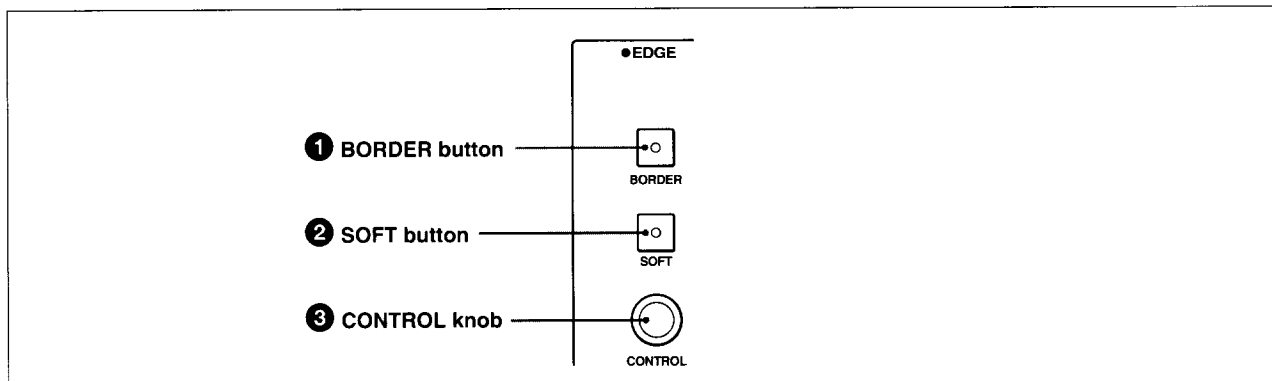 ●EDGE
❶ BORDER button
BORDER
❷ SOFT button
SOFT
❸ CONTROL knob
CONTROL